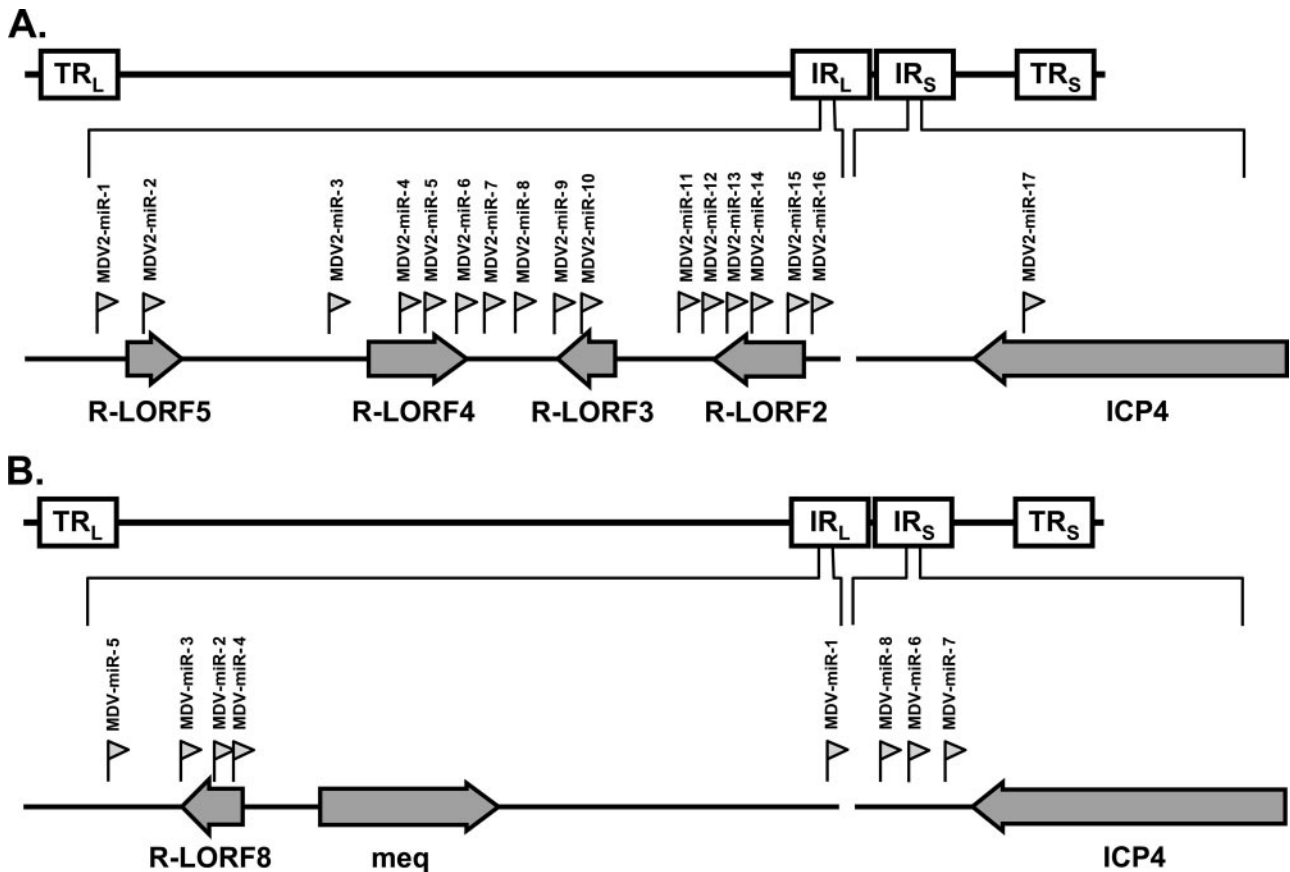 A.
TRL IRL IRS TRS
MDV2-miR-1
MDV2-miR-2
MDV2-miR-3
MDV2-miR-4
MDV2-miR-5
MDV2-miR-6
MDV2-miR-7
MDV2-miR-8
MDV2-miR-9
MDV2-miR-10
MDV2-miR-11
MDV2-miR-12
MDV2-miR-13
MDV2-miR-14
MDV2-miR-15
MDV2-miR-16
MDV2-miR-17
R-LORF5 R-LORF4 R-LORF3 R-LORF2 ICP4
B.
TRL IRL IRS TRS
MDV-miR-5
MDV-miR-3
MDV-miR-2
MDV-miR-4
MDV-miR-1
MDV-miR-8
MDV-miR-6
MDV-miR-7
R-LORF8 meq ICP4